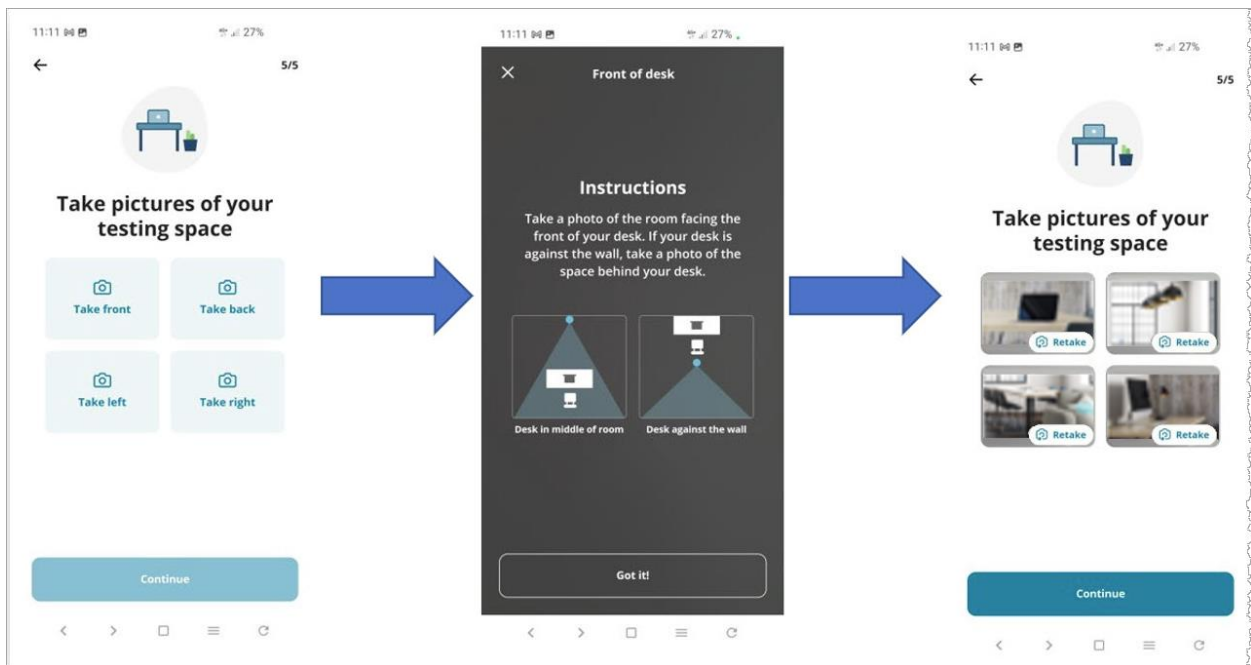 11:11
27%
5/5
Take pictures of your
testing space
Take front
Take back
Take left
Take right
Continue
11:11
27%
Front of desk
Instructions
Take a photo of the room facing the
front of your desk. If your desk is
against the wall, take a photo of the
space behind your desk.
Desk in middle of room
Desk against the wall
Got it!
11:11
27%
5/5
Take pictures of your
testing space
Retake
Retake
Retake
Retake
Continue